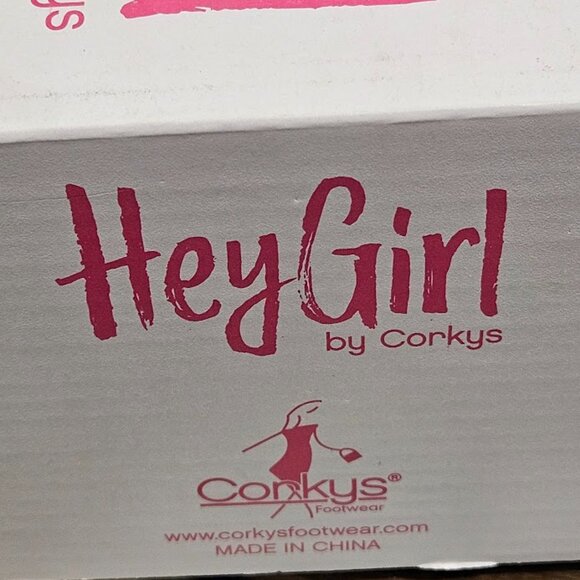 HeyGirl
by Corkys
Corkys®
Footwear
www.corkysfootwear.com
MADE IN CHINA